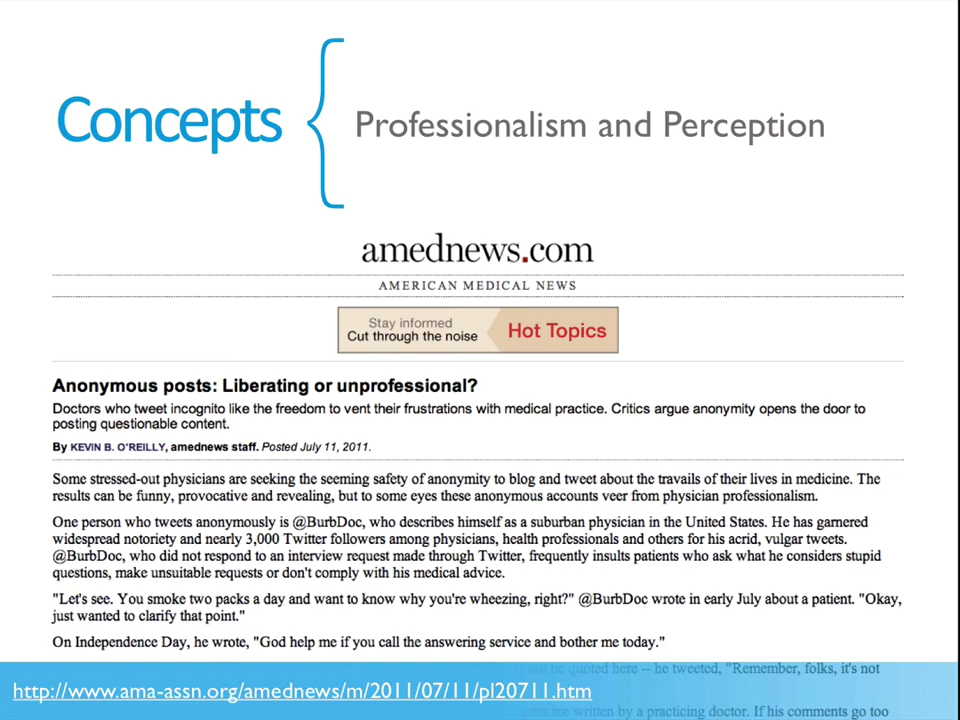 Concepts
Professionalism and Perception
amednews.com
AMERICAN MEDICAL NEWS
Stay informed
Cut through the noise
Hot Topics
Anonymous posts: Liberating or unprofessional?
Doctors who tweet incognito like the freedom to vent their frustrations with medical practice. Critics argue anonymity opens the door to
posting questionable content.
By KEVIN B. O'REILLY, amednews staff. Posted July 11, 2011.
Some stressed-out physicians are seeking the seeming safety of anonymity to blog and tweet about the travails of their lives in medicine. The
results can be funny, provocative and revealing, but to some eyes these anonymous accounts veer from physician professionalism.
One person who tweets anonymously is @BurbDoc, who describes himself as a suburban physician in the United States. He has garnered
widespread notoriety and nearly 3,000 Twitter followers among physicians, health professionals and others for his acrid, vulgar tweets.
@BurbDoc, who did not respond to an interview request made through Twitter, frequently insults patients who ask what he considers stupid
questions, make unsuitable requests or don't comply with his medical advice.
"Let's see. You smoke two packs a day and want to know why you're wheezing, right?" @BurbDoc wrote in early July about a patient. "Okay,
just wanted to clarify that point."
On Independence Day, he wrote, "God help me if you call the answering service and bother me today."
not be quoted here -- he tweeted, "Remember, folks, it's not
http://www.ama-assn.org/amednews/m/2011/07/11/pl20711.htm
are written by a practicing doctor. If his comments go too